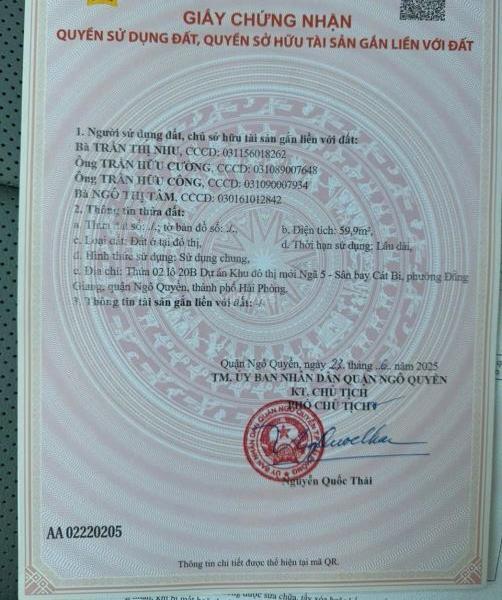 GIẤY CHỨNG NHẬN
QUYỀN SỬ DỤNG ĐẤT, QUYỀN SỞ HỮU TÀI SẢN GẮN LIỀN VỚI ĐẤT
1. Người sử dụng đất, chủ sở hữu tài sản gắn liền với đất:
Bà TRẦN THỊ NHU, CCCD: 031156018262
Ông TRẦN HỮU CƯỜNG, CCCD: 031089007648
Ông TRẦN HỮU CÔNG, CCCD: 031090007934
Bà NGÔ THỊ TÁM, CCCD: 030161012842
2. Thông tin thửa đất:
a. Thửa đất số: ./.; tờ bản đồ số: ./.
b. Diện tích: 59,9m²,
c. Loại đất: Đất ở tại đô thị,
d. Thời hạn sử dụng: Lâu dài,
đ. Hình thức sử dụng: Sử dụng chung,
e. Địa chỉ: Thửa 02 lô 20B Dự án Khu đô thị mới Ngã 5 - Sân bay Cát Bi, phường Đông
Giang, quận Ngô Quyền, thành phố Hải Phòng.
3. Thông tin tài sản gắn liền với đất: ./.
Quận Ngô Quyền, ngày 23 tháng 6 năm 2025
TM. ỦY BAN NHÂN DÂN QUẬN NGÔ QUYỀN
KT. CHỦ TỊCH
PHÓ CHỦ TỊCH
Nguyễn Quốc Thái
AA 02220205
Thông tin chi tiết được thể hiện tại mã QR.